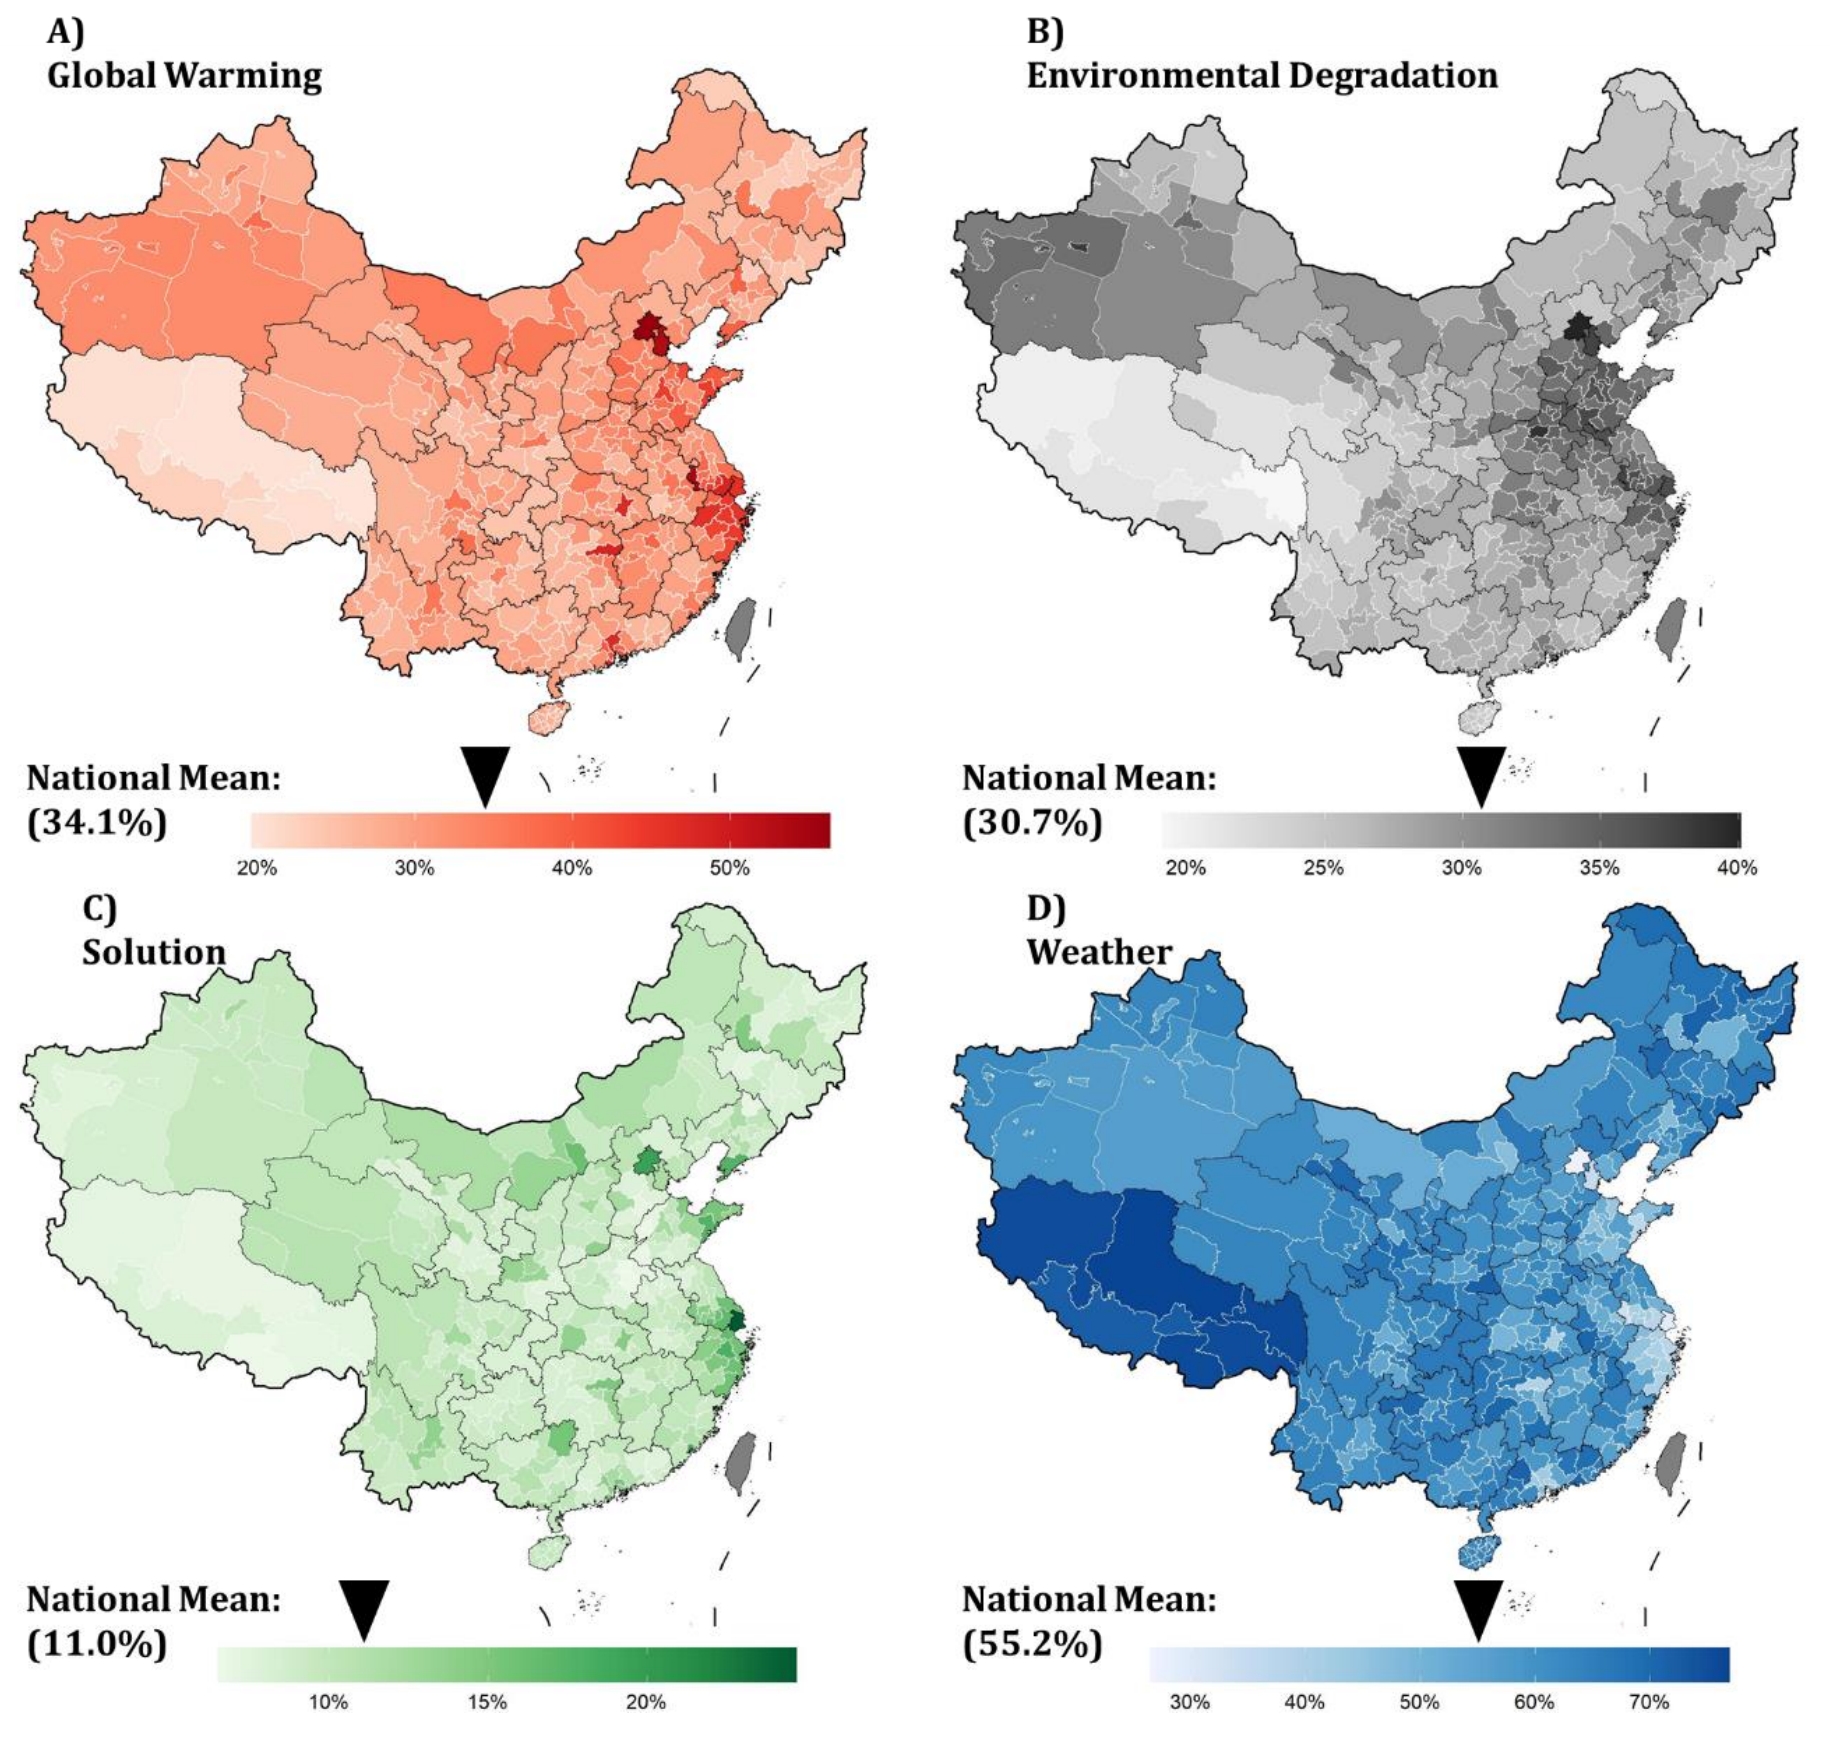 A)
Global Warming
B)
Environmental Degradation
National Mean:
(34.1%)
20% 30% 40% 50%
National Mean:
(30.7%)
20% 25% 30% 35% 40%
C)
Solution
D)
Weather
National Mean:
(11.0%)
10% 15% 20%
National Mean:
(55.2%)
30% 40% 50% 60% 70%